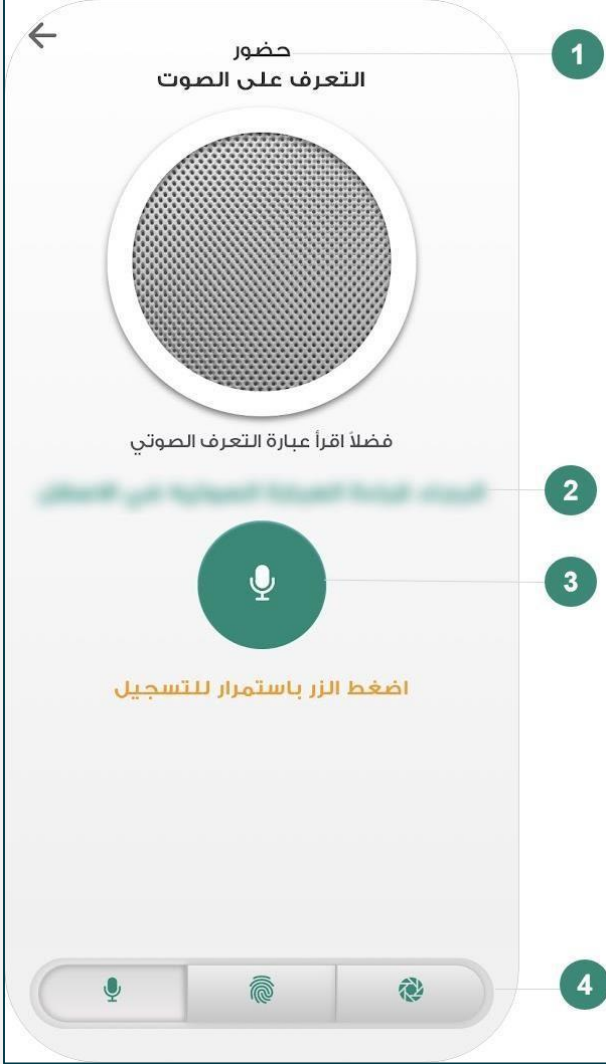 حضور
1
التعرف على الصوت
فضلاً اقرأ عبارة التعرف الصوتي
2
3
اضغط الزر باستمرار للتسجيل
4